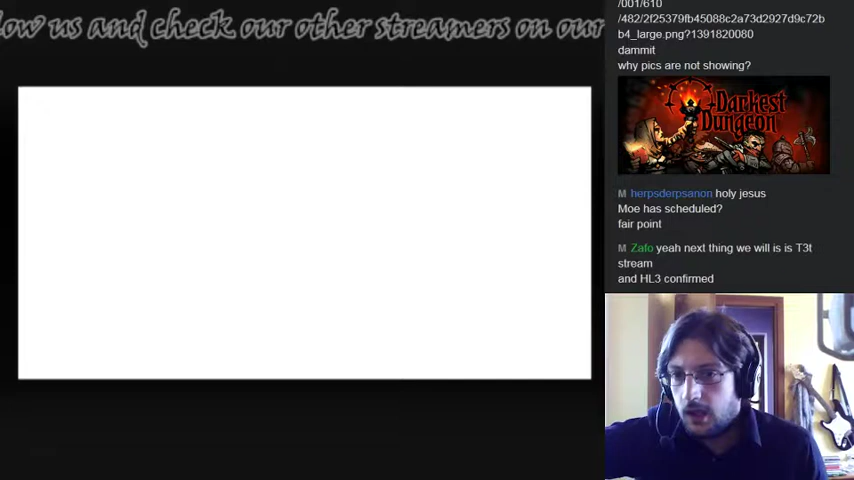 low us and check our other streamers on our
/001/610
/482/2f25379fb45088c2a73d2927d9c72b
b4_large.png?1391820080
dammit
why pics are not showing?
Darkest
Dungeon
M herpsderpsanon holy jesus
Moe has scheduled?
fair point
M Zafo yeah next thing we will is is T3t
stream
and HL3 confirmed